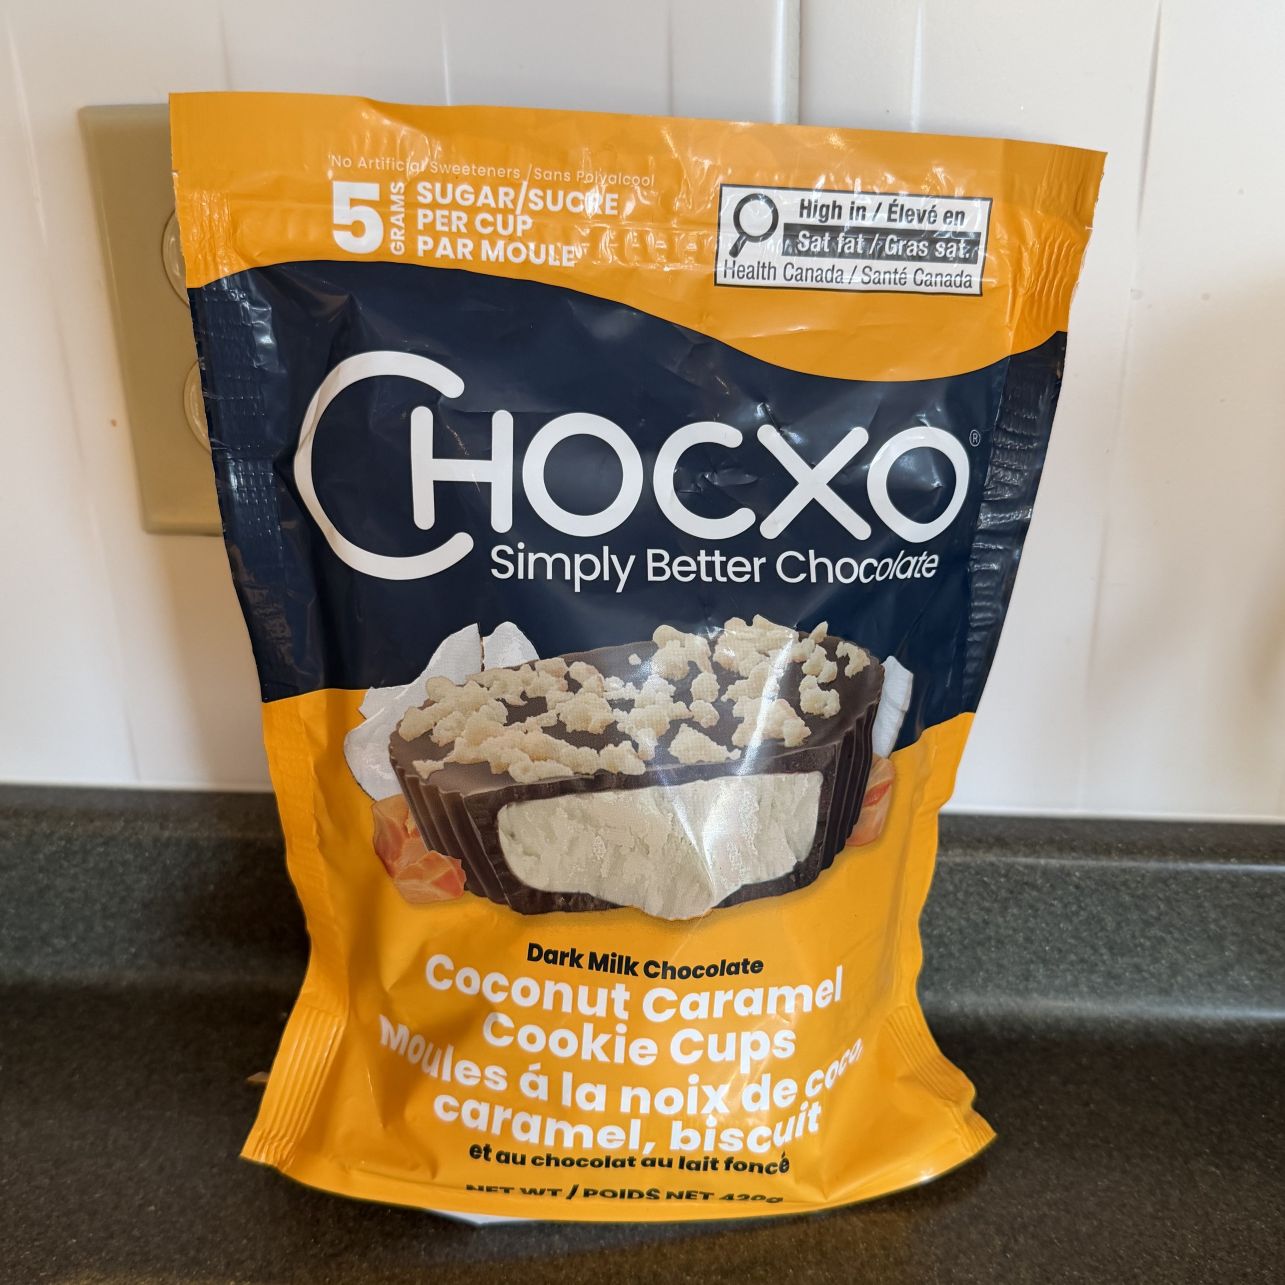 No Artificial Sweeteners / Sans Polyalcool
5 GRAMS
SUGAR/SUCRE
PER CUP
PAR MOULE
High in / Élevé en
Sat fat / Gras sat.
Health Canada / Santé Canada
CHOCXO®
Simply Better Chocolate
Dark Milk Chocolate
Coconut Caramel
Cookie Cups
Moules á la noix de coco,
caramel, biscuit
et au chocolat au lait foncé
NET WT / POIDS NET 420g